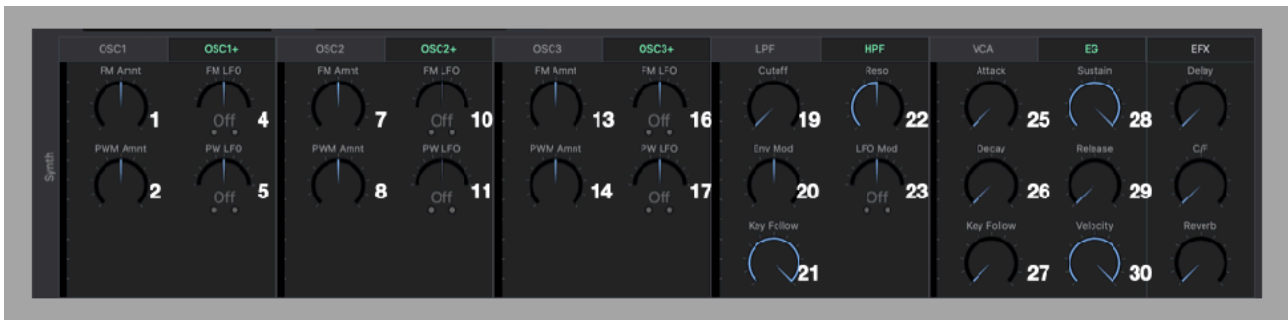 OSC1 OSC1+ OSC2 OSC2+ OSC3 OSC3+ LPF HPF VCA EG EFX
FM Amnt FM LFO FM Amnt FM LFO FM Amnt FM LFO Cutoff Reso Attack Sustain Delay
1 Off 4 7 Off 10 13 Off 16 19 22 25 28
PWM Amnt PW LFO PWM Amnt PW LFO PWM Amnt PW LFO Env Mod LFO Mod Decay Release C/F
2 Off 5 8 Off 11 14 Off 17 20 Off 23 26 29
Synth
Key Follow Key Follow Velocity Reverb
21 27 30